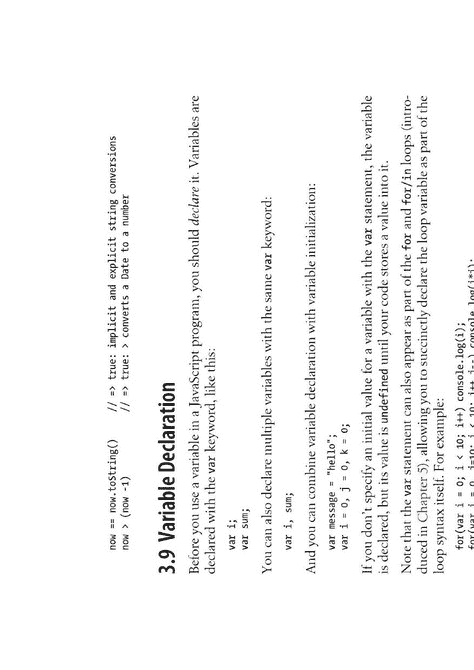 now == now.toString()    // => true: implicit and explicit string conversions
now > (now -1)           // => true: > converts a Date to a number
3.9 Variable Declaration
Before you use a variable in a JavaScript program, you should declare it. Variables are
declared with the var keyword, like this:
var i;
var sum;
You can also declare multiple variables with the same var keyword:
var i, sum;
And you can combine variable declaration with variable initialization:
var message = "hello";
var i = 0, j = 0, k = 0;
If you don't specify an initial value for a variable with the var statement, the variable
is declared, but its value is undefined until your code stores a value into it.
Note that the var statement can also appear as part of the for and for/in loops (intro-
duced in Chapter 5), allowing you to succinctly declare the loop variable as part of the
loop syntax itself. For example:
for(var i = 0; i < 10; i++) console.log(i);
for(var i = 0, j=10; i < 10; i++,j--) console.log(i*j);